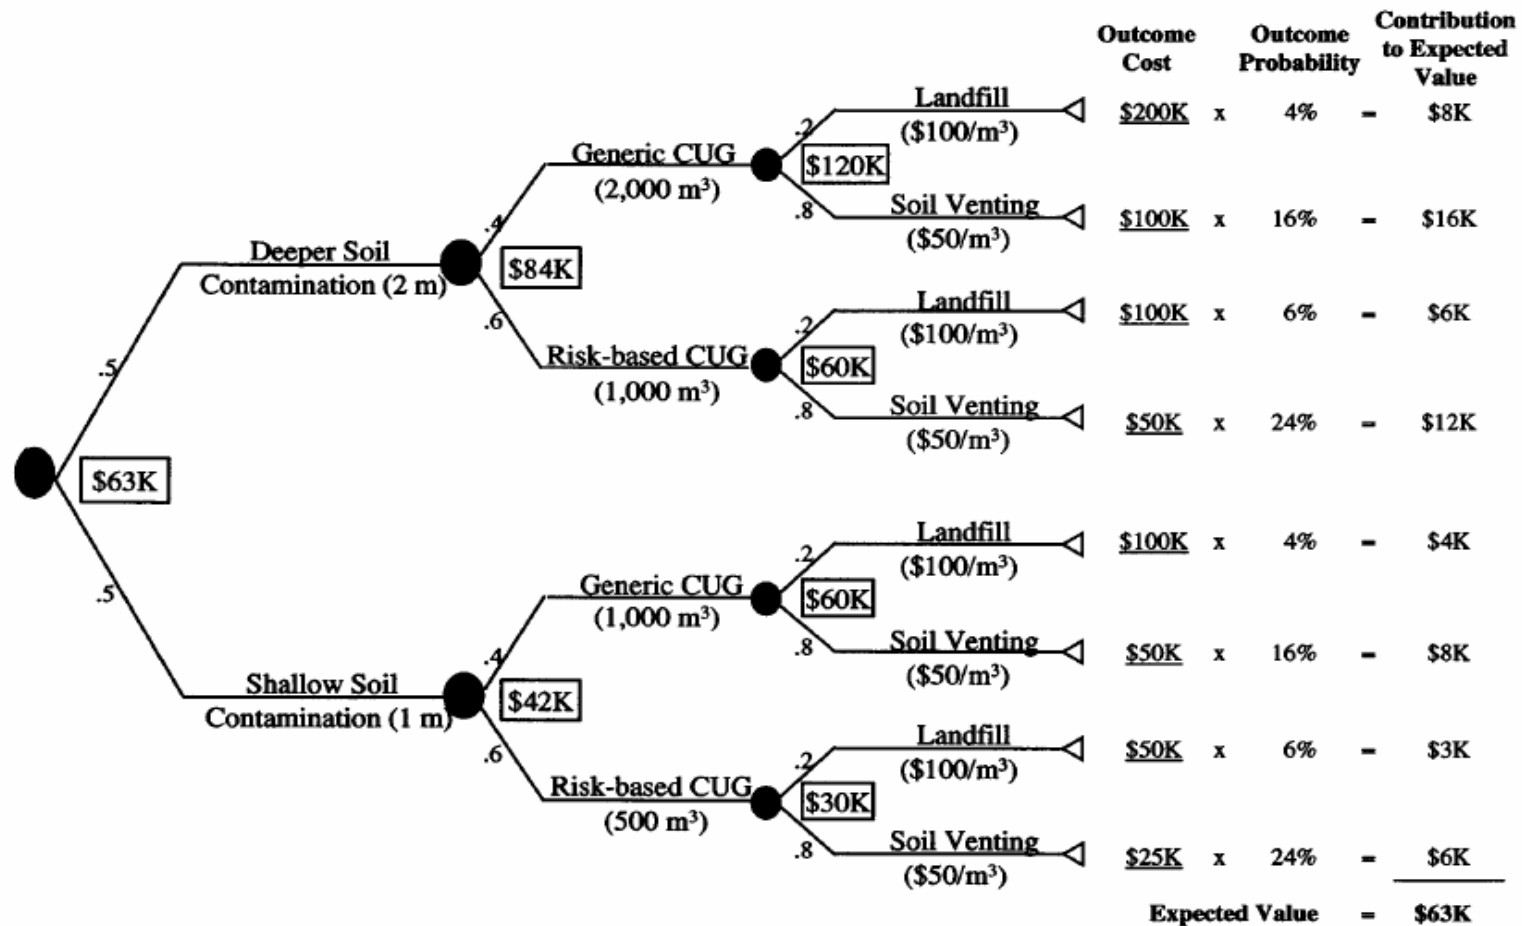 Outcome Cost
Outcome Probability
Contribution to Expected Value
Landfill
.2
($100/m³)
$200K x 4% = $8K
Generic CUG
(2,000 m³)
$120K
.8
Soil Venting
($50/m³)
$100K x 16% = $16K
.4
Deeper Soil
Contamination (2 m)
$84K
.6
Landfill
.2
($100/m³)
$100K x 6% = $6K
Risk-based CUG
(1,000 m³)
$60K
.8
Soil Venting
($50/m³)
$50K x 24% = $12K
.5
$63K
.5
Landfill
.2
($100/m³)
$100K x 4% = $4K
Generic CUG
(1,000 m³)
$60K
.8
Soil Venting
($50/m³)
$50K x 16% = $8K
.4
Shallow Soil
Contamination (1 m)
$42K
.6
Landfill
.2
($100/m³)
$50K x 6% = $3K
Risk-based CUG
(500 m³)
$30K
.8
Soil Venting
($50/m³)
$25K x 24% = $6K
Expected Value = $63K